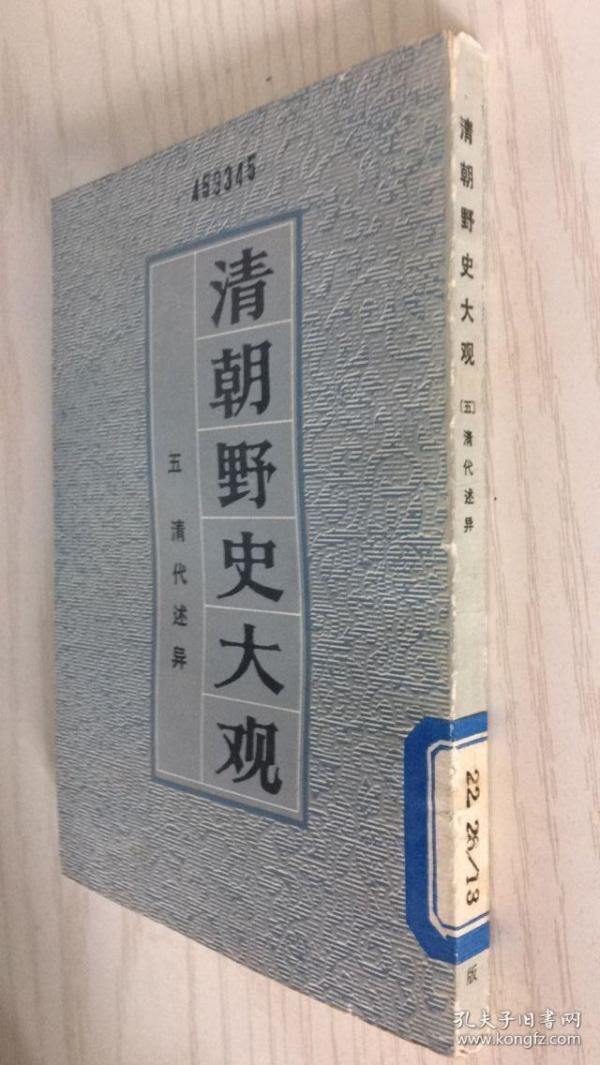 459345
清朝野史大观
五 清代述异
清朝野史大观 〔五〕 清代述异
22 26/13
版
孔夫子旧书网
www.kongfz.com